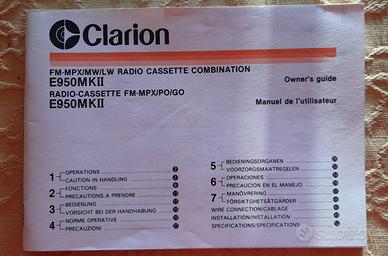 Clarion
FM-MPX/MW/LW RADIO CASSETTE COMBINATION
E950MKII
Owner's guide
RADIO-CASSETTE FM-MPX/PO/GO
E950MKII
Manuel de l'utilisateur
1 OPERATIONS
CAUTION IN HANDLING
2 FONCTIONS
PRECAUTIONS A PRENDRE
3 BEDIENUNG
VORSICHT BEI DER HANDHABUNG
4 NORME OPERATIVE
PRECAUZIONI
5 BEDIENINGSORGANEN
VOORZORGSMAATREGELEN
6 OPERACIONES
PRECAUCION EN EL MANEJO
7 MANÖVRERING
FÖRSIKTIGHETSÅTGÄRDER
WIRE CONNECTION/CABLAGE
INSTALLATION/INSTALLATION
SPECIFICATIONS/SPECIFICATIONS
SUBITO